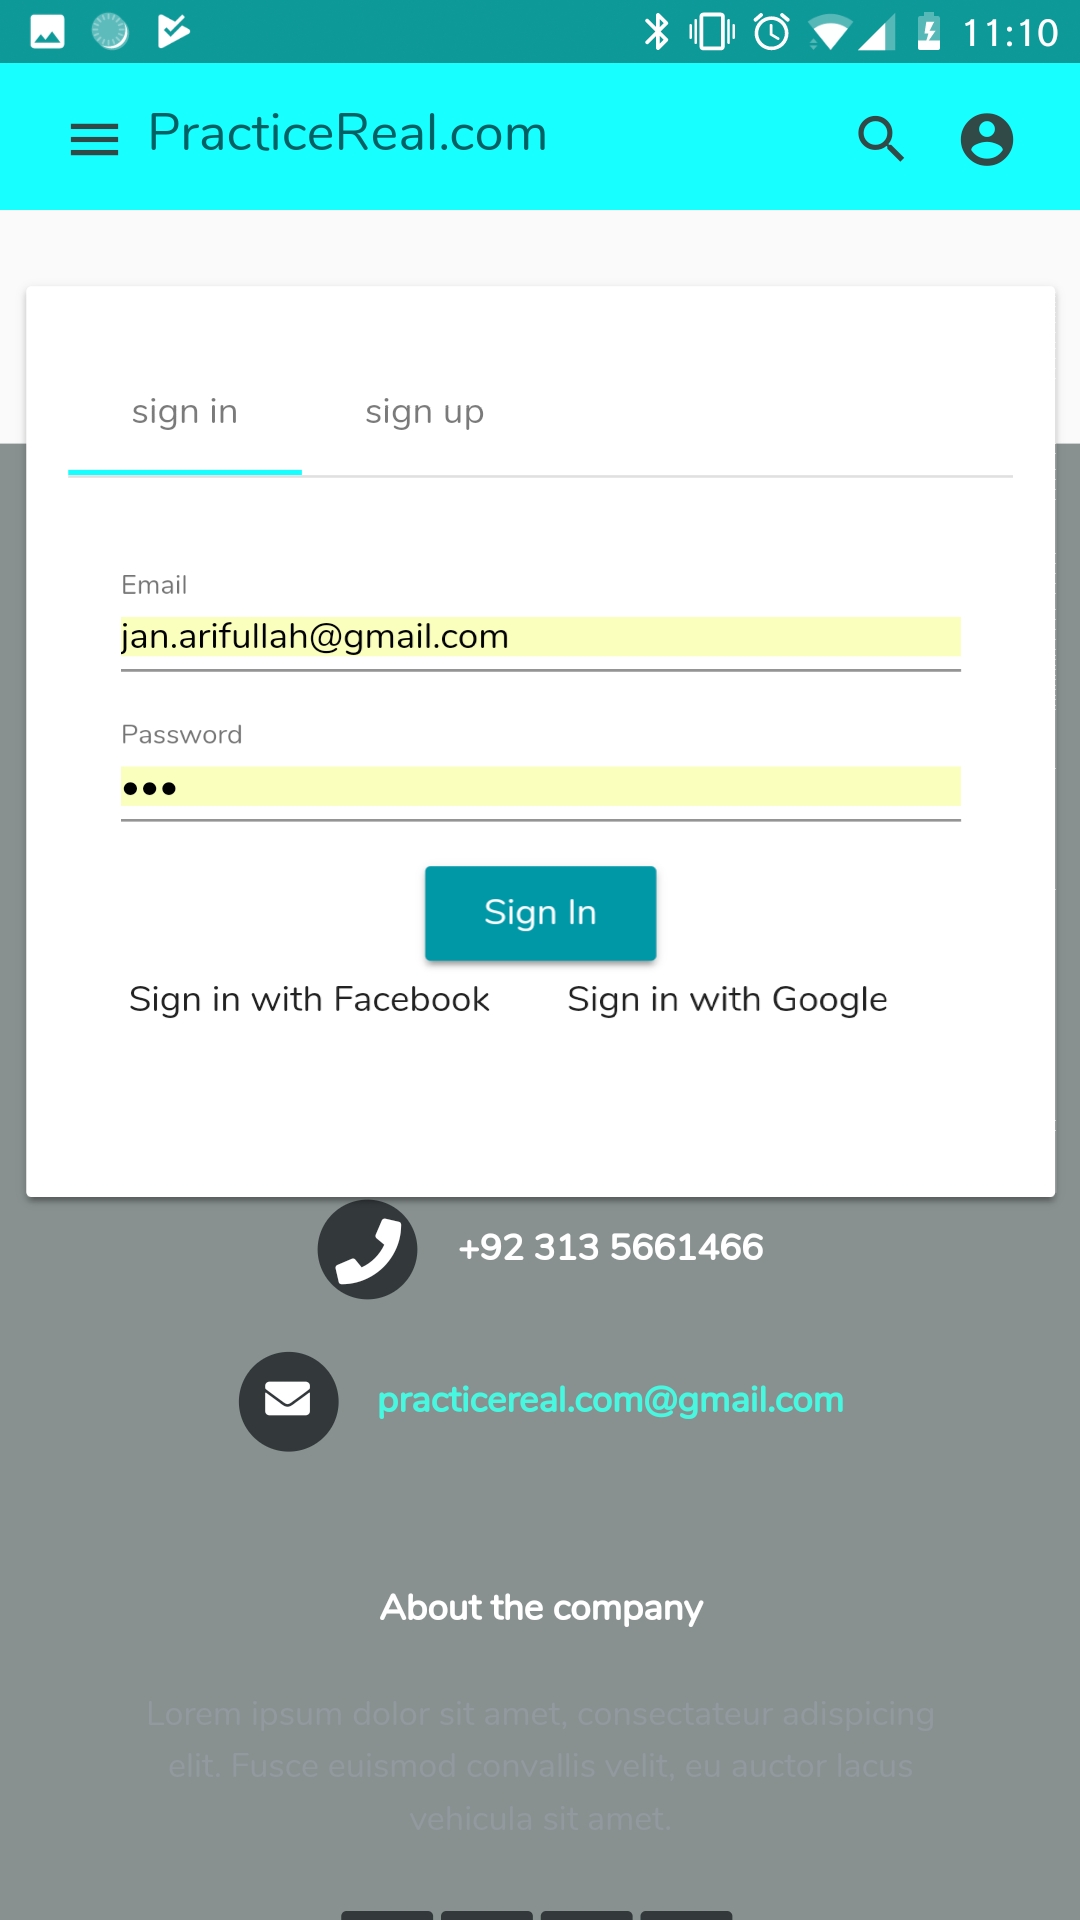 11:10
PracticeReal.com
sign in
sign up
Email
jan.arifullah@gmail.com
Password
•••
Sign In
Sign in with Facebook
Sign in with Google
+92 313 5661466
practicereal.com@gmail.com
About the company
Lorem ipsum dolor sit amet, consectateur adispicing
elit. Fusce euismod convallis velit, eu auctor lacus
vehicula sit amet.